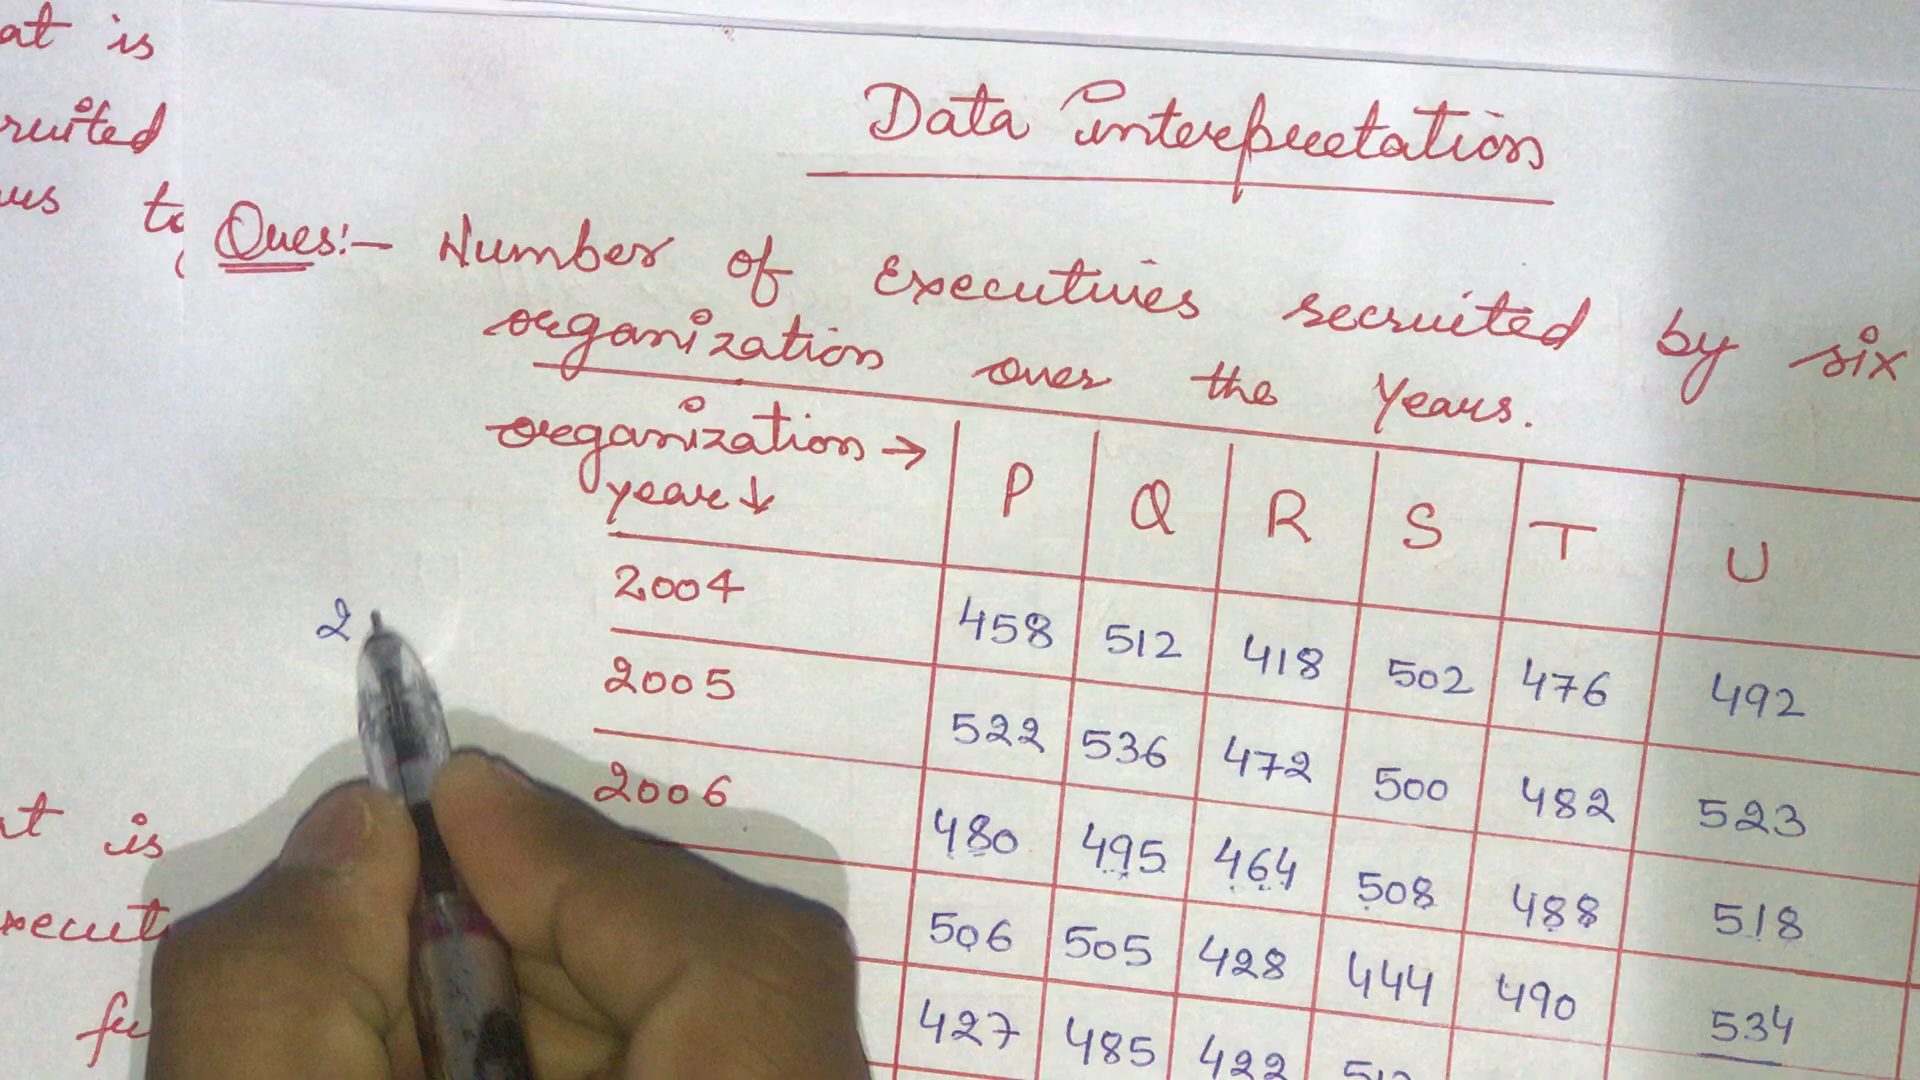 at is
ruited
Data interpretation
Ques:- Number of Executives recruited by six
organization over the Years.
organization → P Q R S T U
year ↓
2004 458 512 418 502 476 492
2005 522 536 472 500 482 523
2006 480 495 464 508 488 518
506 505 428 444 490 534
427 485 422
2
is